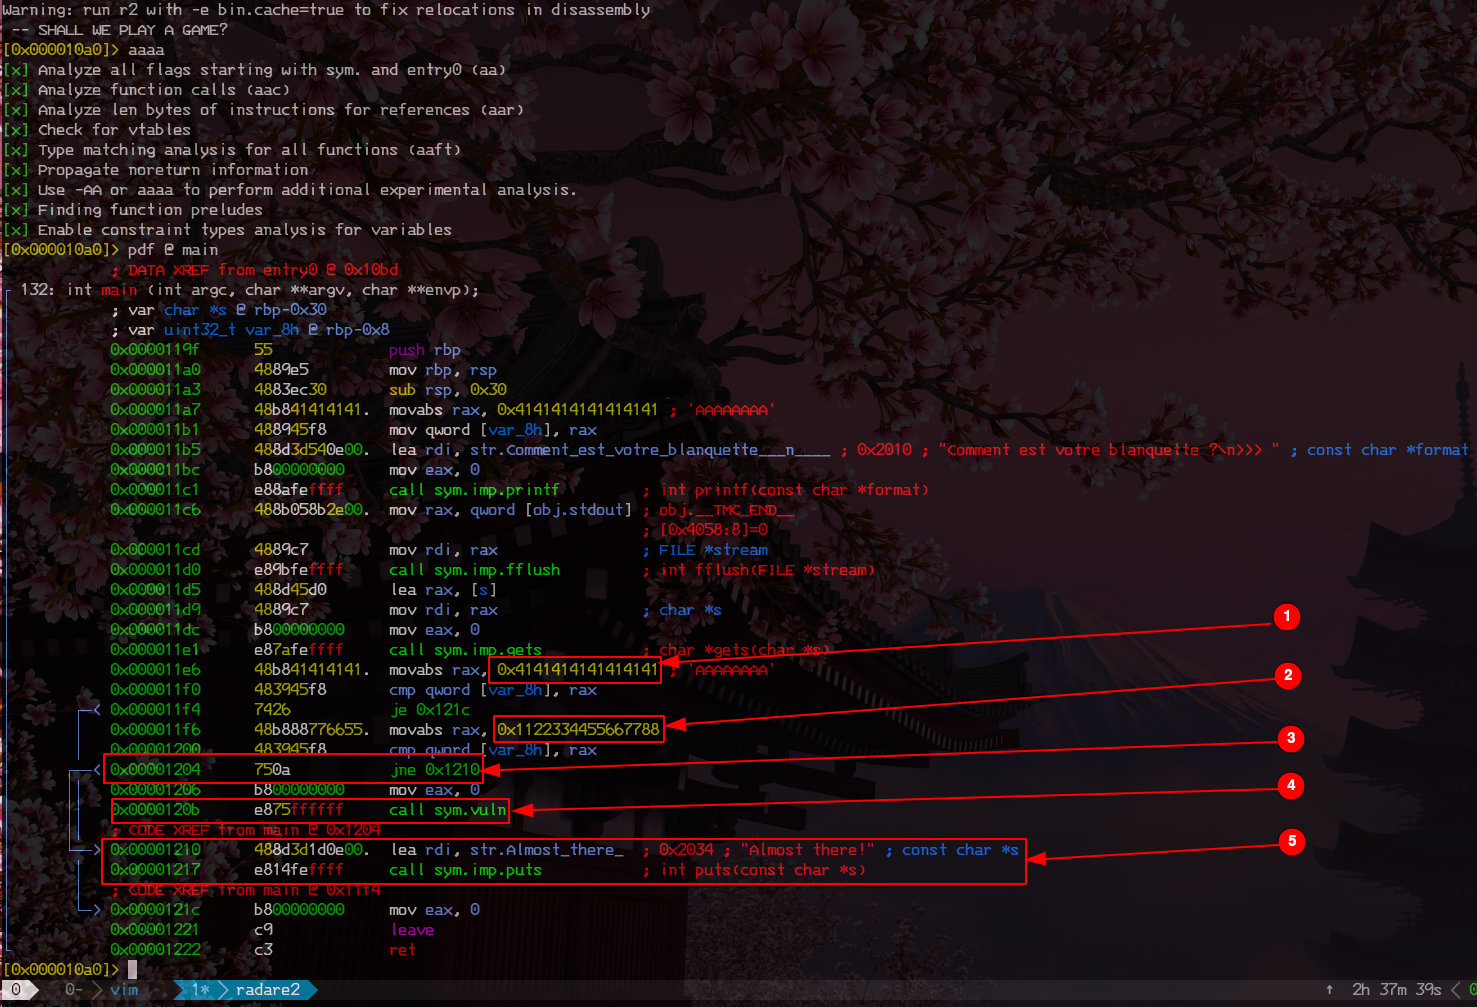 Warning: run r2 with -e bin.cache=true to fix relocations in disassembly
-- SHALL WE PLAY A GAME?
[0x000010a0]> aaaa
[x] Analyze all flags starting with sym. and entry0 (aa)
[x] Analyze function calls (aac)
[x] Analyze len bytes of instructions for references (aar)
[x] Check for vtables
[x] Type matching analysis for all functions (aaft)
[x] Propagate noreturn information
[x] Use -AA or aaaa to perform additional experimental analysis.
[x] Finding function preludes
[x] Enable constraint types analysis for variables
[0x000010a0]> pdf @ main
; DATA XREF from entry0 @ 0x10bd
132: int main (int argc, char **argv, char **envp);
; var char *s @ rbp-0x30
; var uint32_t var_8h @ rbp-0x8
0x0000119f 55 push rbp
0x000011a0 4889e5 mov rbp, rsp
0x000011a3 4883ec30 sub rsp, 0x30
0x000011a7 48b841414141. movabs rax, 0x4141414141414141 ; 'AAAAAAAA'
0x000011b1 488945f8 mov qword [var_8h], rax
0x000011b5 488d3d540e00. lea rdi, str.Comment_est_votre_blanquette___n____ ; 0x2010 ; "Comment est votre blanquette ?\n>>> " ; const char *format
0x000011bc b800000000 mov eax, 0
0x000011c1 e88afeffff call sym.imp.printf ; int printf(const char *format)
0x000011c6 488b058b2e00. mov rax, qword [obj.stdout] ; obj.__TMC_END__
; [0x4058:8]=0
0x000011cd 4889c7 mov rdi, rax ; FILE *stream
0x000011d0 e89bfeffff call sym.imp.fflush ; int fflush(FILE *stream)
0x000011d5 488d45d0 lea rax, [s]
0x000011d9 4889c7 mov rdi, rax ; char *s
0x000011dc b800000000 mov eax, 0
0x000011e1 e87afeffff call sym.imp.gets ; char *gets(char *s)
0x000011e6 48b841414141. movabs rax, 0x4141414141414141 ; 'AAAAAAAA'
0x000011f0 483945f8 cmp qword [var_8h], rax
0x000011f4 7426 je 0x121c
0x000011f6 48b888776655. movabs rax, 0x1122334455667788
0x00001200 483945f8 cmp qword [var_8h], rax
0x00001204 750a jne 0x1210
0x00001206 b800000000 mov eax, 0
0x0000120b e875ffffff call sym.vuln
; CODE XREF from main @ 0x1204
0x00001210 488d3d1d0e00. lea rdi, str.Almost_there_ ; 0x2034 ; "Almost there!" ; const char *s
0x00001217 e814feffff call sym.imp.puts ; int puts(const char *s)
; CODE XREF from main @ 0x11f4
0x0000121c b800000000 mov eax, 0
0x00001221 c9 leave
0x00001222 c3 ret
[0x000010a0]>
1
2
3
4
5
0 0- vim 1* radare2 ↑ 2h 37m 39s 0